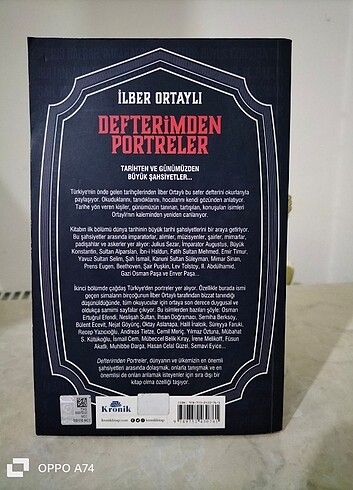 İLBER ORTAYLI
DEFTERİMDEN
PORTRELER
TARİHTEN VE GÜNÜMÜZDEN
BÜYÜK ŞAHSİYETLER...
Türkiye'nin önde gelen tarihçilerinden İlber Ortaylı bu sefer defterini okurlarıyla
paylaşıyor. Okuduklarını, tanıdıklarını, hocalarını kendi gözünden anlatıyor.
Tarihe yön veren kişiler, günümüzün tanınan, tartışılan, konuşulan isimleri
Ortaylı'nın kaleminden yeniden canlanıyor.
Kitabın ilk bölümü dünya tarihinin büyük tarihi şahsiyetlerini bir araya getiriyor.
Bu şahsiyetler arasında imparatorlar, alimler, müzisyenler, şairler, mimarlar,
padişahlar ve askerler yer alıyor: Julius Sezar, İmparator Augustus, Büyük
Konstantin, Sultan Alparslan, İbn-i Haldun, Fatih Sultan Mehmed, Emir Timur,
Yavuz Sultan Selim, Şah İsmail, Kanuni Sultan Süleyman, Mimar Sinan,
Prens Eugen, Beethoven, Şair Puşkin, Lev Tolstoy, II. Abdülhamid,
Gazi Osman Paşa ve Enver Paşa...
İkinci bölümde çağdaş Türkiye'den portreler yer alıyor. Özellikle burada ismi
geçen simaların birçoğunun İlber Ortaylı tarafından bizzat tanındığı
düşünüldüğünde, tüm okuyucular için ortaya son derece duygusal ve
oldukça samimi sayfalar çıkıyor. Bu isimlerden bazıları şöyle: Osman
Ertuğrul Efendi, Neslişah Sultan, İhsan Doğramacı, Semiha Berksoy,
Bülent Ecevit, Nejat Göyünç, Oktay Aslanapa, Halil İnalcık, Süreyya Faruki,
Recep Yazıcıoğlu, Andreas Tietze, Cemil Meriç, Yılmaz Öztuna, Mübahat
S. Kütükoğlu, İsmail Cem, Mübeccel Belik Kıray, İrene Mélikoff, Füsun
Akatlı, Muhibbe Darga, Hasan Celal Güzel, Semavi Eyice...
Defterimden Portreler, dünyanın ve ülkemizin en önemli
şahsiyetleri arasında dolaşmak, onlarla tanışmak ve en
önemlisi de onları anlamak isteyenler için sıra dışı bir
kitap olma özelliği taşıyor.
Kronik
OPPO A74